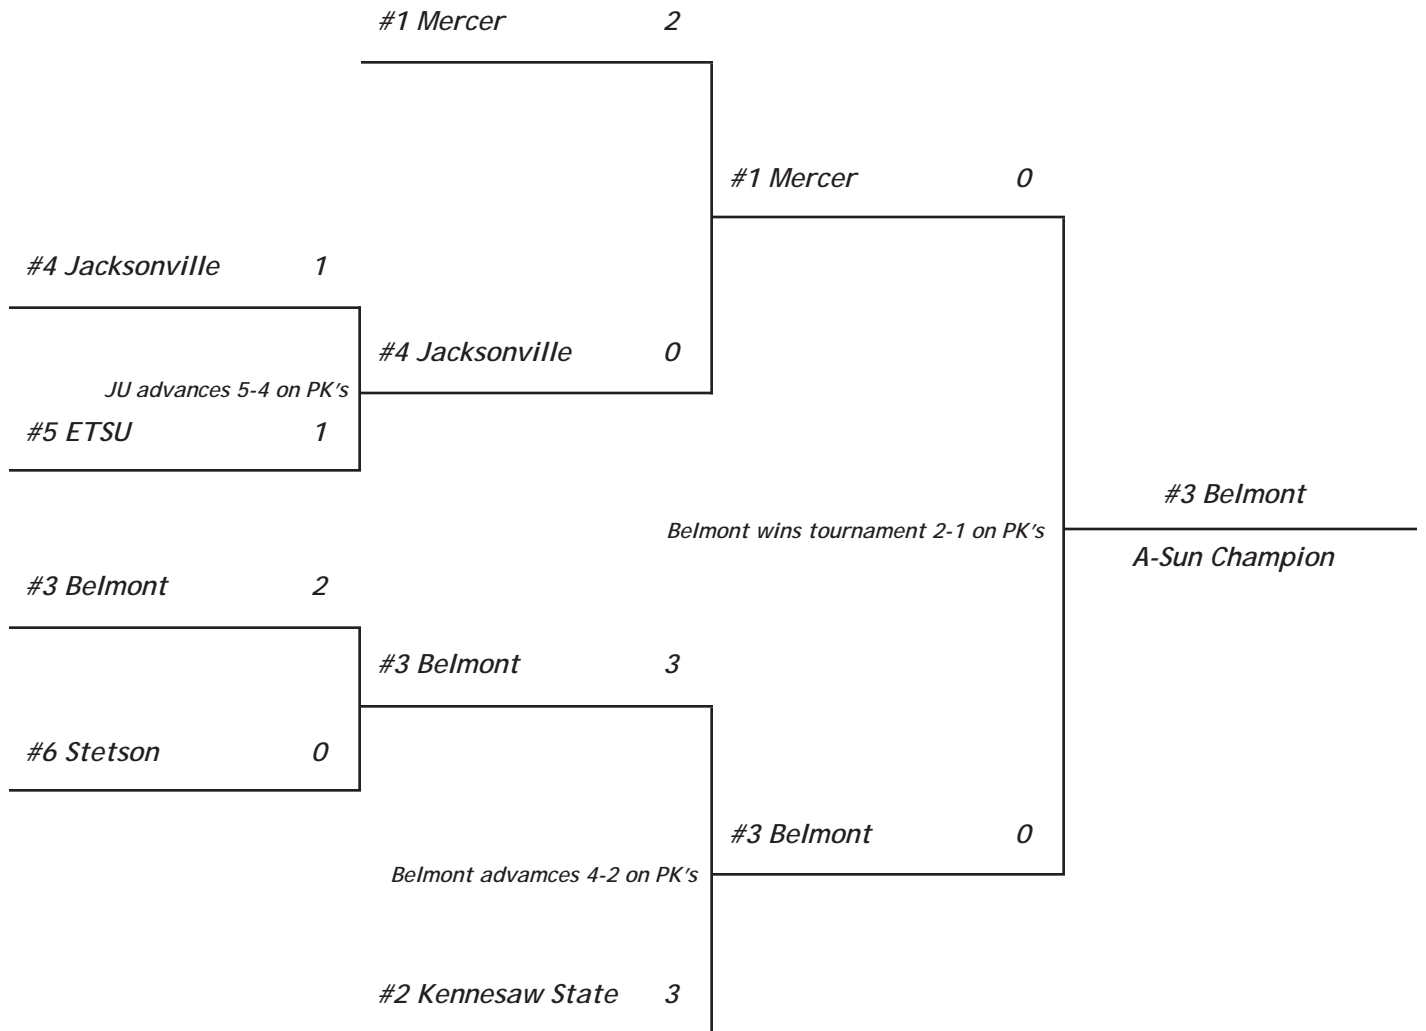 #1 Mercer 2
#1 Mercer 0
#4 Jacksonville 1
#4 Jacksonville 0
JU advances 5-4 on PK's
#5 ETSU 1
#3 Belmont
Belmont wins tournament 2-1 on PK's
A-Sun Champion
#3 Belmont 2
#3 Belmont 3
#6 Stetson 0
#3 Belmont 0
Belmont advamces 4-2 on PK's
#2 Kennesaw State 3